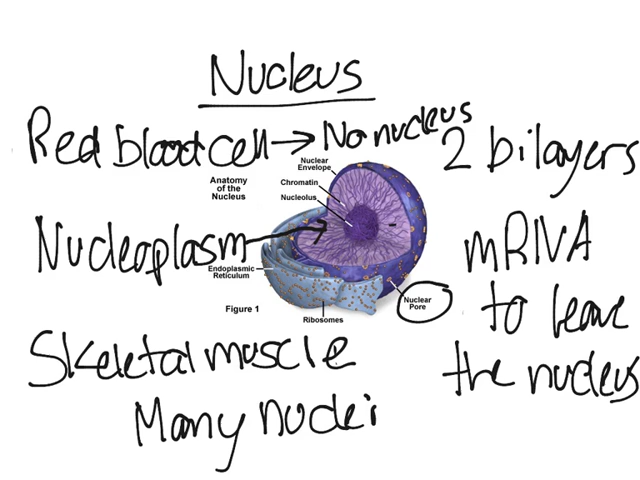 Nucleus
Red blood cell → No nucleus
2 bilayers
Nuclear
Envelope
Anatomy
of the
Nucleus
Chromatin
Nucleolus
Nucleoplasm
mRNA
to leave
the nucleus
Endoplasmic
Reticulum
Nuclear
Pore
Figure 1
Ribosomes
Skeletal muscle
Many nuclei